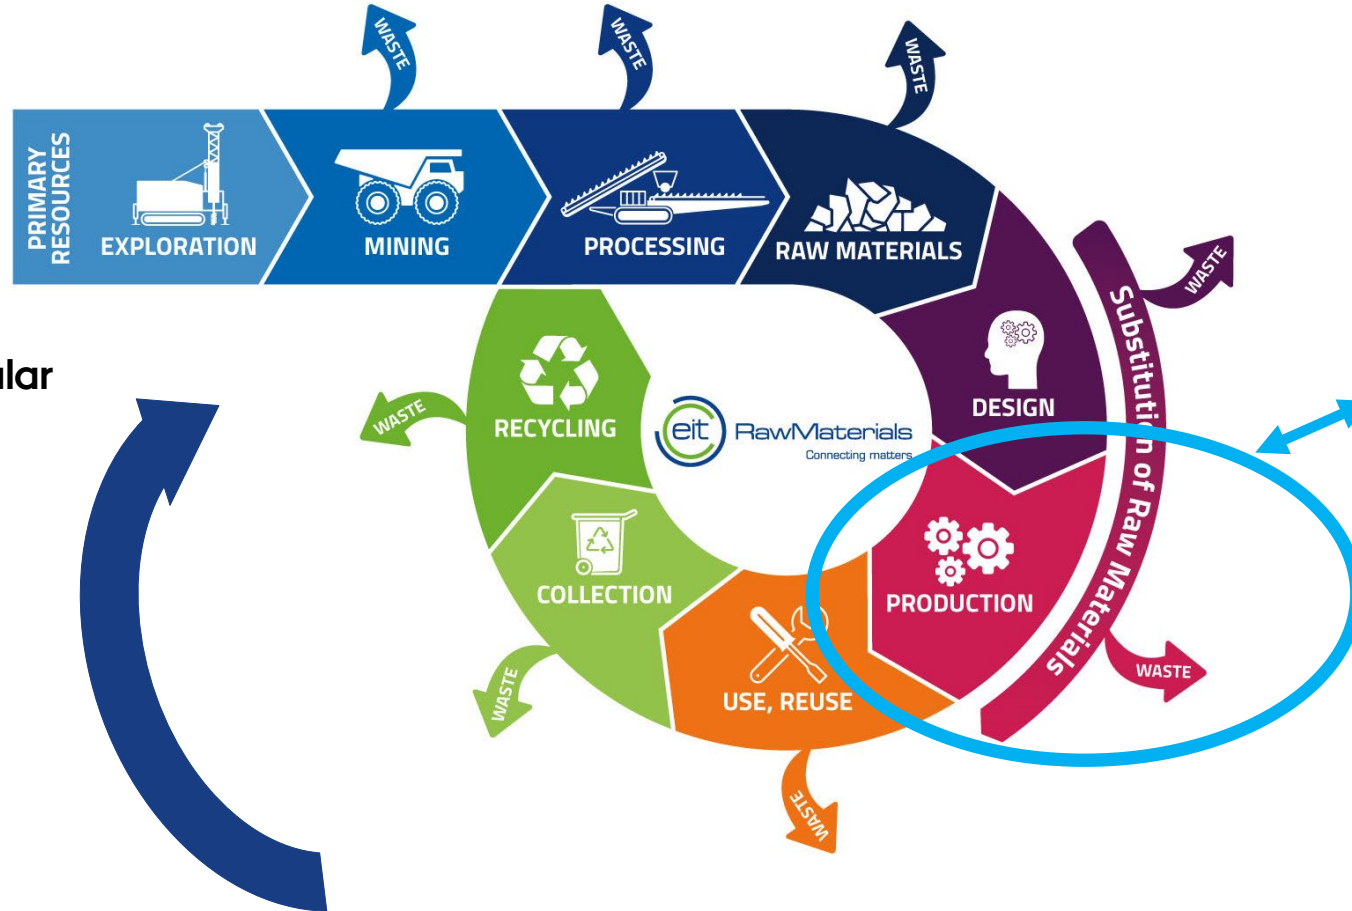 WASTE
WASTE
WASTE
PRIMARY
RESOURCES
EXPLORATION
MINING
PROCESSING
RAW MATERIALS
WASTE
Substitution of Raw Materials
DESIGN
lar
WASTE
RECYCLING
eit RawMaterials
Connecting matters
PRODUCTION
COLLECTION
WASTE
WASTE
USE, REUSE
WASTE